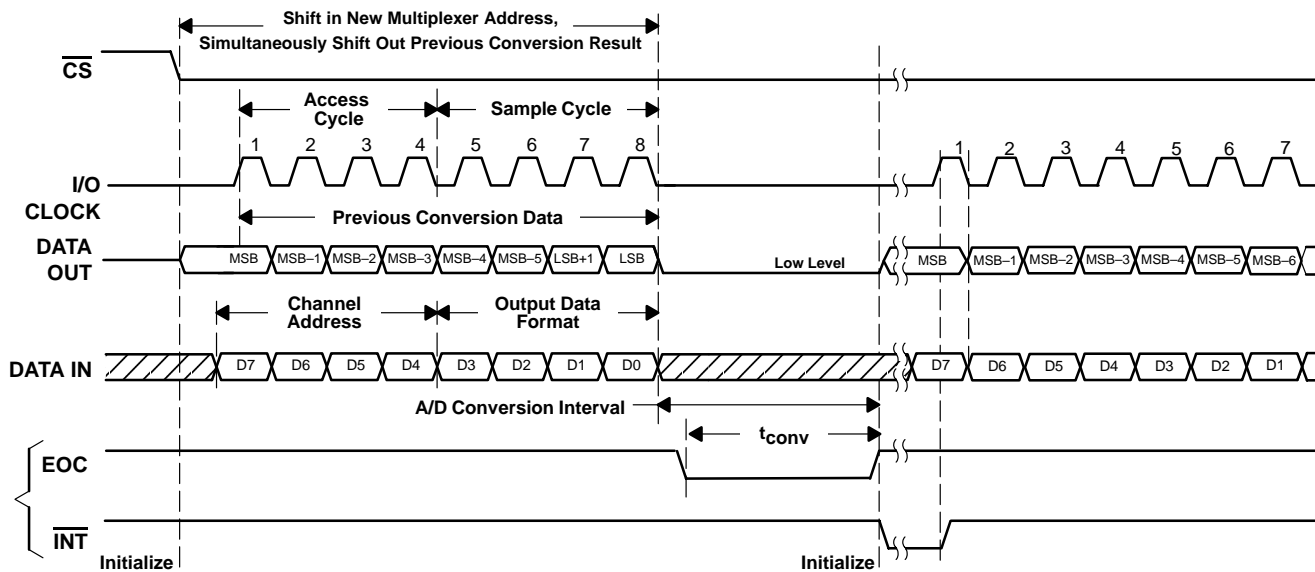 Shift in New Multiplexer Address,
Simultaneously Shift Out Previous Conversion Result
CS
Access
Cycle
Sample Cycle
1 2 3 4 5 6 7 8 1 2 3 4 5 6 7
I/O
CLOCK
Previous Conversion Data
DATA
OUT
MSB MSB–1 MSB–2 MSB–3 MSB–4 MSB–5 LSB+1 LSB Low Level MSB MSB–1 MSB–2 MSB–3 MSB–4 MSB–5 MSB–6
Channel
Address
Output Data
Format
DATA IN D7 D6 D5 D4 D3 D2 D1 D0 D7 D6 D5 D4 D3 D2 D1
A/D Conversion Interval
tconv
EOC
INT
Initialize Initialize